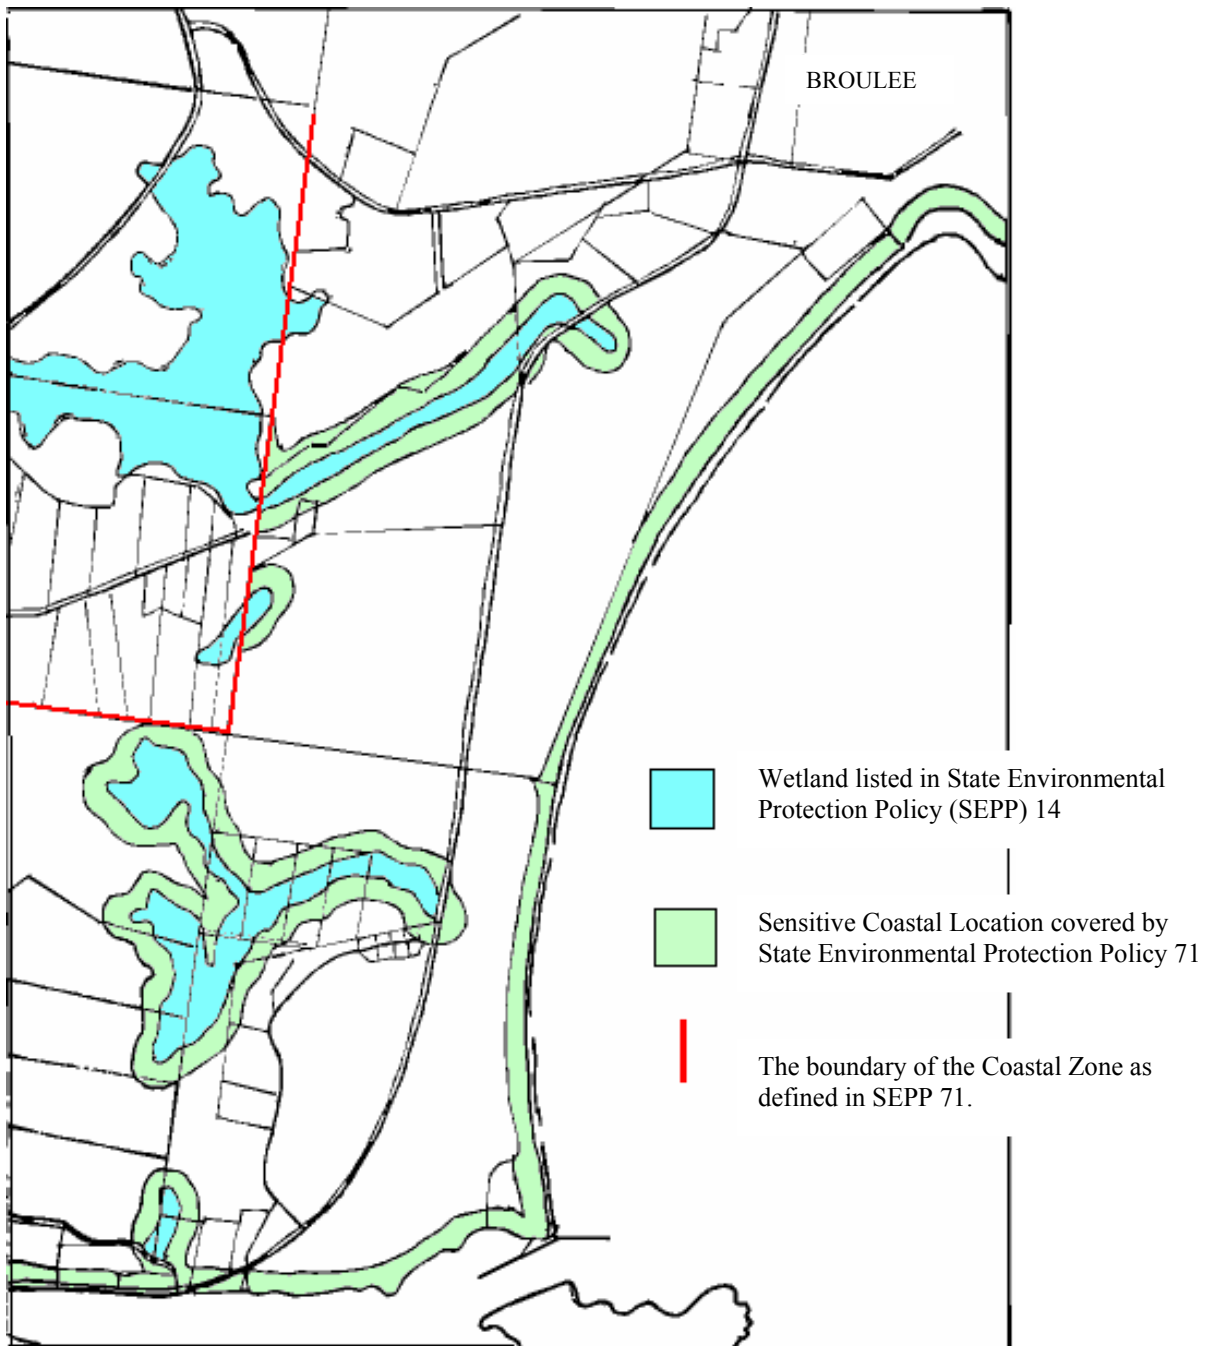 BROULEE
Wetland listed in State Environmental
Protection Policy (SEPP) 14
Sensitive Coastal Location covered by
State Environmental Protection Policy 71
The boundary of the Coastal Zone as
defined in SEPP 71.